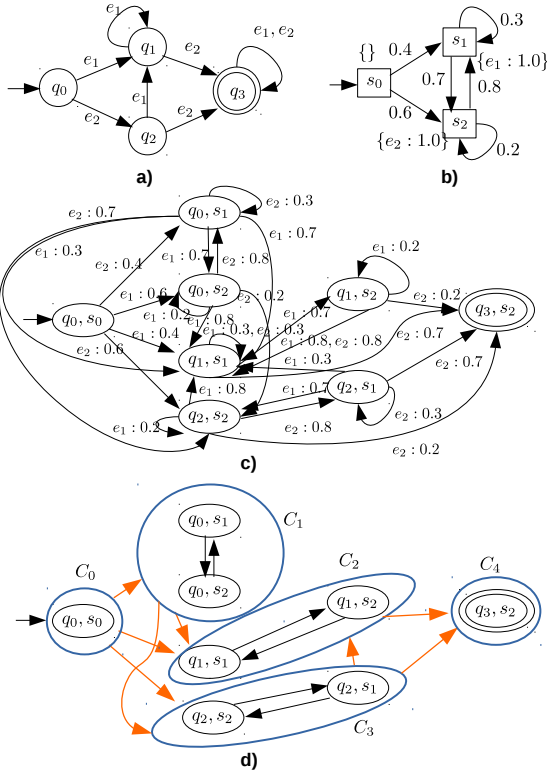 e₁
q₁
e₁
e₂
e₁, e₂
q₀
q₃
e₁
e₂
e₂
q₂
a)
0.3
s₁
{}
0.4
{e₁ : 1.0}
s₀
0.7
0.8
0.6
s₂
{e₂ : 1.0}
0.2
b)
e₂ : 0.7
q₀, s₁
e₂ : 0.3
e₁ : 0.7
e₁ : 0.3
e₁ : 0.7
e₂ : 0.8
e₂ : 0.4
e₁ : 0.2
q₀, s₂
e₁ : 0.6
e₂ : 0.2
q₁, s₂
e₂ : 0.2
q₃, s₂
e₁ : 0.2
e₁ : 0.7
q₀, s₀
e₁ : 0.8
e₁ : 0.4
e₁ : 0.3, e₂ : 0.3
e₂ : 0.7
e₁ : 0.8, e₂ : 0.8
e₂ : 0.6
q₁, s₁
e₁ : 0.3
e₂ : 0.7
e₁ : 0.8
e₁ : 0.7
q₂, s₁
q₂, s₂
e₂ : 0.3
e₁ : 0.2
e₂ : 0.8
e₂ : 0.2
c)
q₀, s₁
C₁
C₀
q₀, s₂
C₂
C₄
q₁, s₂
q₀, s₀
q₃, s₂
q₁, s₁
q₂, s₁
q₂, s₂
C₃
d)